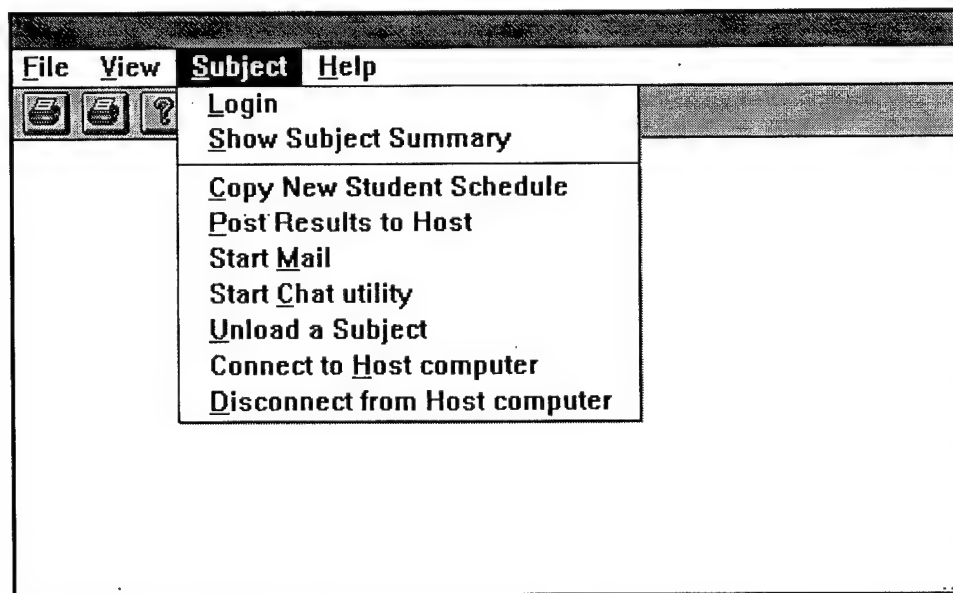 File View Subject Help
?
Login
Show Subject Summary
Copy New Student Schedule
Post Results to Host
Start Mail
Start Chat utility
Unload a Subject
Connect to Host computer
Disconnect from Host computer